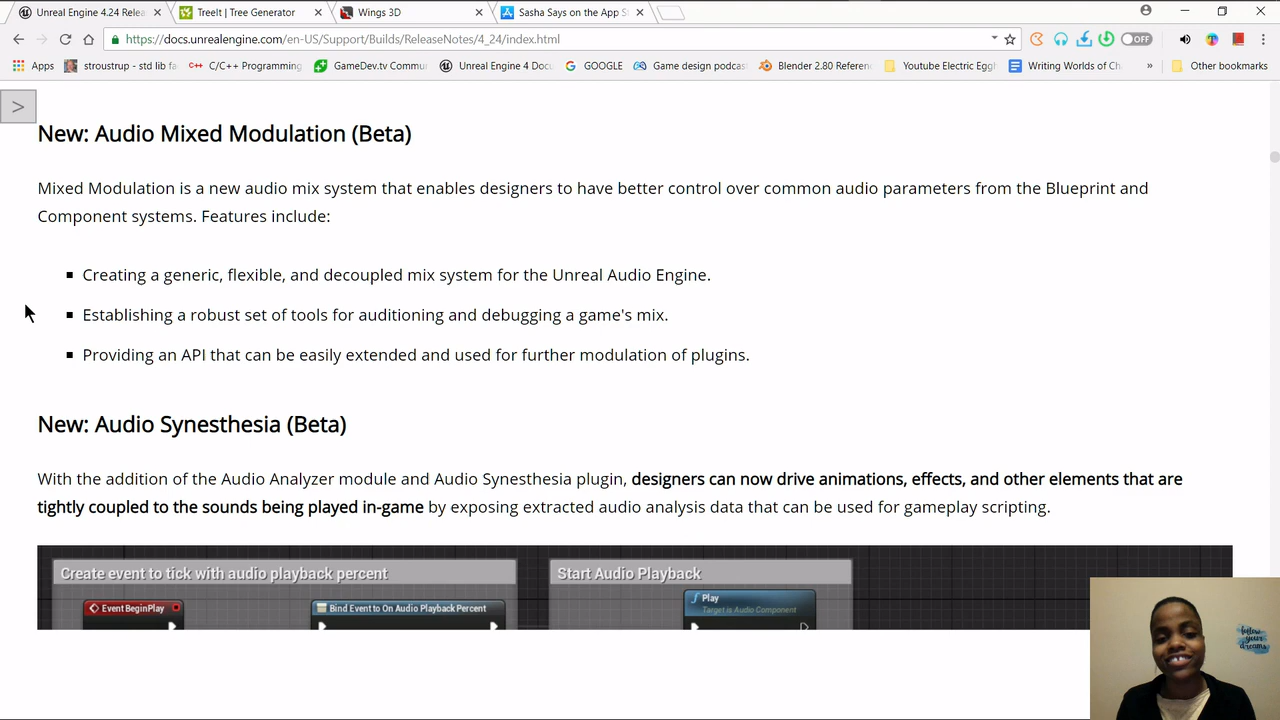 Unreal Engine 4.24 Rele
TreeIt | Tree Generator
Wings 3D
Sasha Says on the App S
https://docs.unrealengine.com/en-US/Support/Builds/ReleaseNotes/4_24/index.html
OFF
Apps
stroustrup - std lib fa
C/C++ Programming
GameDev.tv Commu
Unreal Engine 4 Docu
GOOGLE
Game design podcas
Blender 2.80 Referen
Youtube Electric Eggl
Writing Worlds of Ch
»
Other bookmarks
>
New: Audio Mixed Modulation (Beta)
Mixed Modulation is a new audio mix system that enables designers to have better control over common audio parameters from the Blueprint and
Component systems. Features include:
Creating a generic, flexible, and decoupled mix system for the Unreal Audio Engine.
Establishing a robust set of tools for auditioning and debugging a game's mix.
Providing an API that can be easily extended and used for further modulation of plugins.
New: Audio Synesthesia (Beta)
With the addition of the Audio Analyzer module and Audio Synesthesia plugin, designers can now drive animations, effects, and other elements that are
tightly coupled to the sounds being played in-game by exposing extracted audio analysis data that can be used for gameplay scripting.
Create event to tick with audio playback percent
Start Audio Playback
Event BeginPlay
Bind Event to On Audio Playback Percent
f Play
Target is Audio Component
follow
your
dreams